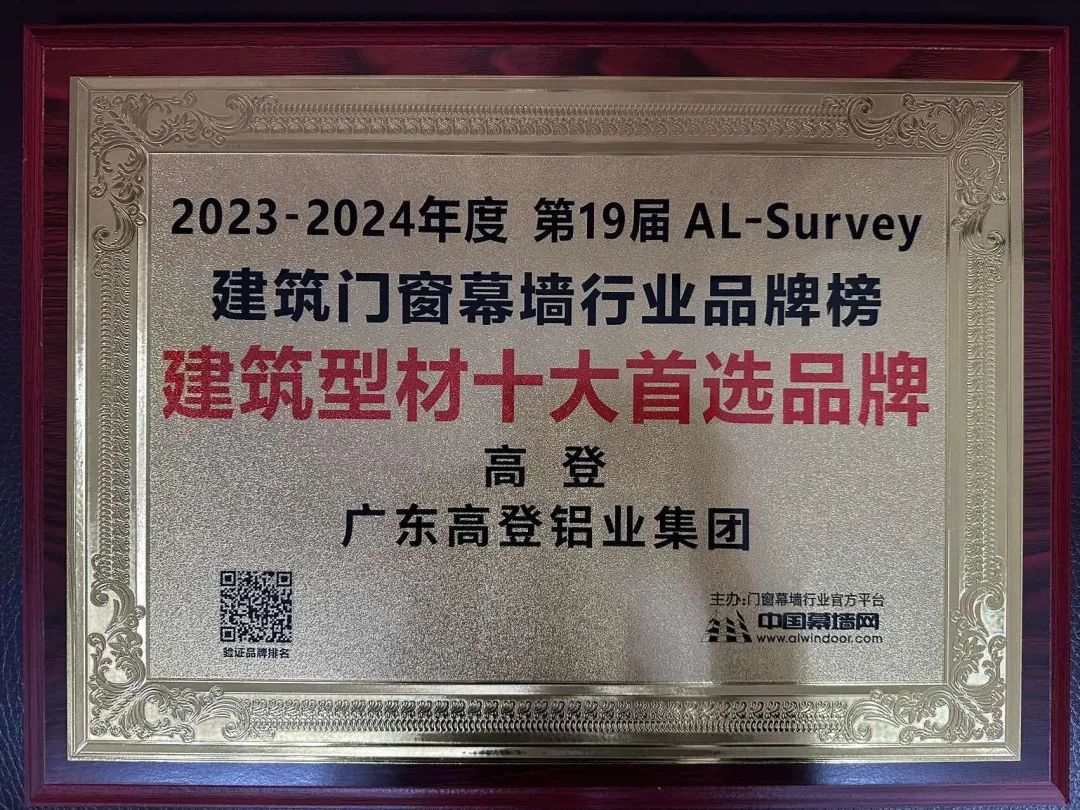 2023-2024年度 第19届 AL-Survey
建筑门窗幕墙行业品牌榜
建筑型材十大首选品牌
高 登
广东高登铝业集团
验证品牌排名
主办:门窗幕墙行业官方平台
中国幕墙网
www.alwindoor.com